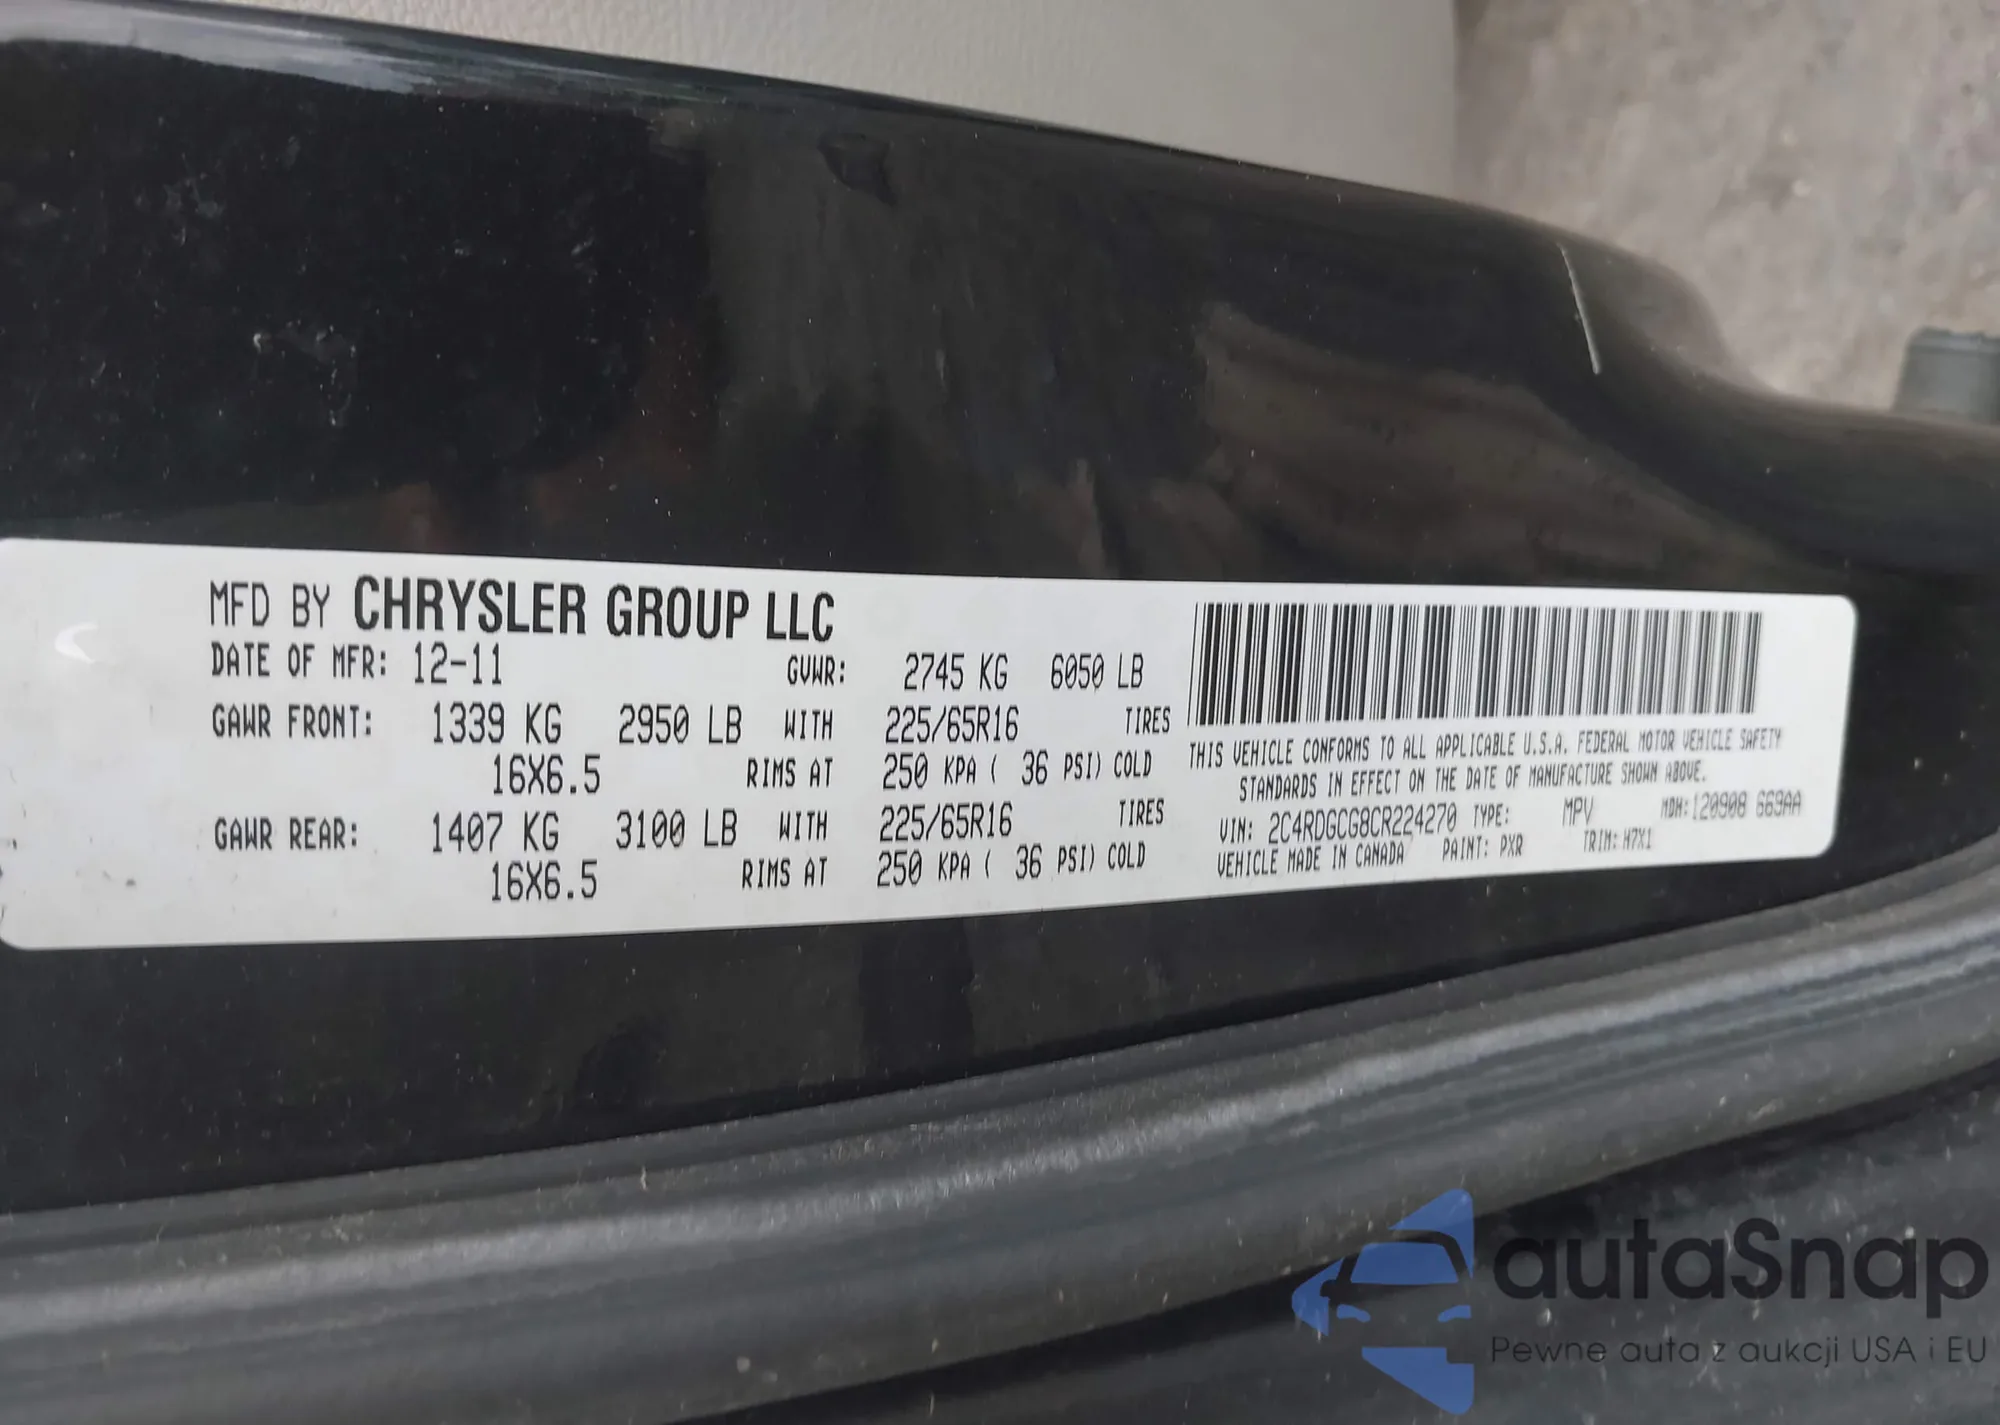 MFD BY CHRYSLER GROUP LLC
DATE OF MFR: 12-11 GVWR: 2745 KG 6050 LB
GAWR FRONT: 1339 KG 2950 LB WITH 225/65R16 TIRES
16X6.5 RIMS AT 250 KPA ( 36 PSI) COLD
GAWR REAR: 1407 KG 3100 LB WITH 225/65R16 TIRES
16X6.5 RIMS AT 250 KPA ( 36 PSI) COLD
THIS VEHICLE CONFORMS TO ALL APPLICABLE U.S.A. FEDERAL MOTOR VEHICLE SAFETY
STANDARDS IN EFFECT ON THE DATE OF MANUFACTURE SHOWN ABOVE.
VIN: 2C4RDGCG8CR224270 TYPE: MPV MDH:120908 669AA
VEHICLE MADE IN CANADA PAINT: PXR TRIM: H7X1
autaSnap
Pewne auta z aukcji USA i EU